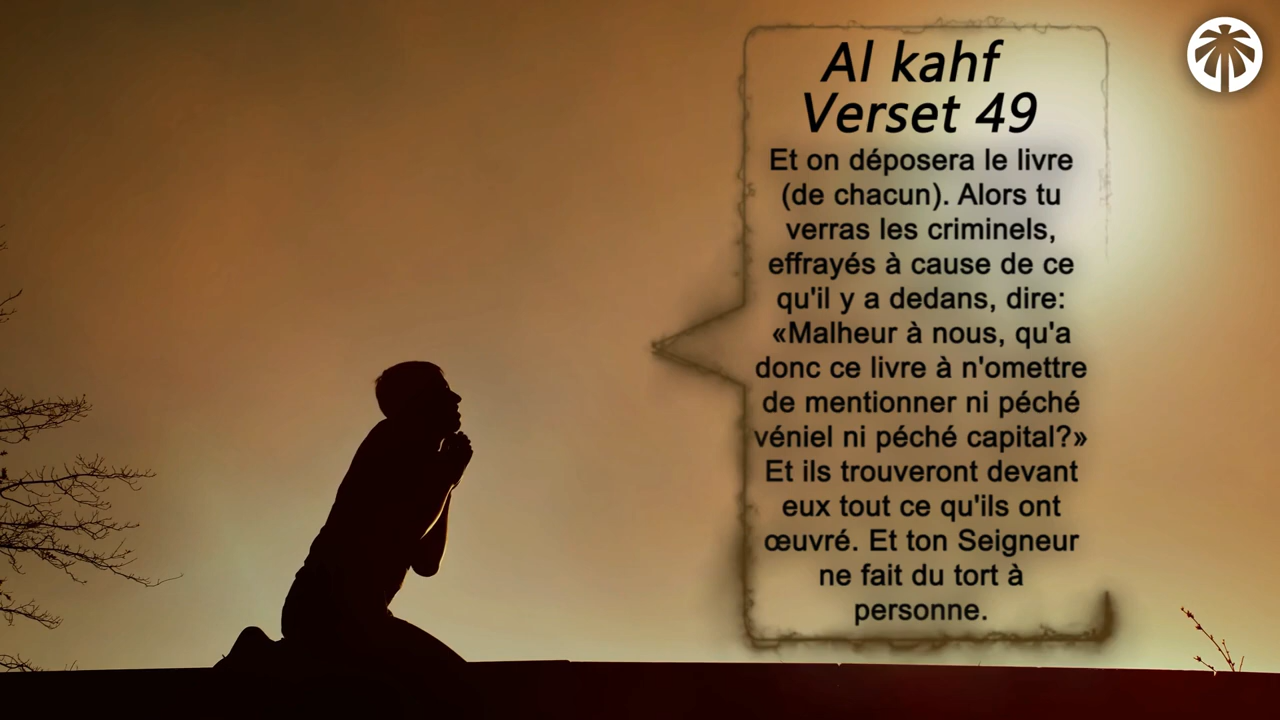 Al kahf
Verset 49
Et on déposera le livre
(de chacun). Alors tu
verras les criminels,
effrayés à cause de ce
qu'il y a dedans, dire:
«Malheur à nous, qu'a
donc ce livre à n'omettre
de mentionner ni péché
véniel ni péché capital?»
Et ils trouveront devant
eux tout ce qu'ils ont
œuvré. Et ton Seigneur
ne fait du tort à
personne.